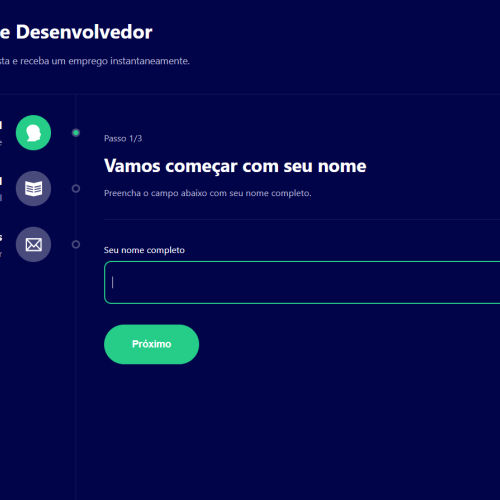 e Desenvolvedor
sta e receba um emprego instantaneamente.
Passo 1/3
Vamos começar com seu nome
Preencha o campo abaixo com seu nome completo.
Seu nome completo
Próximo